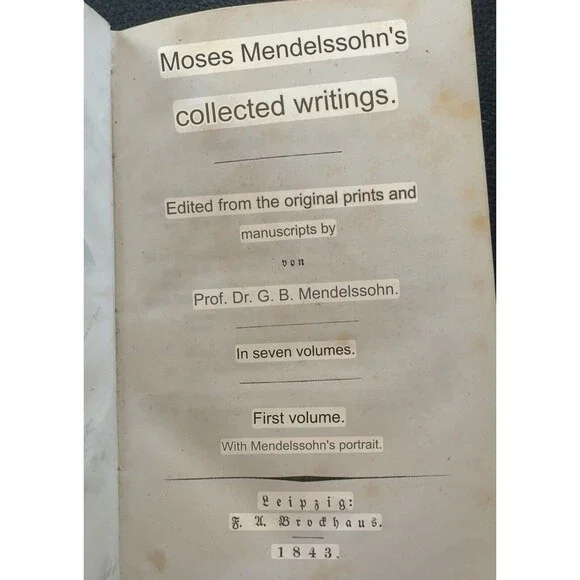 Moses Mendelssohn's
collected writings.
Edited from the original prints and
manuscripts by
von
Prof. Dr. G. B. Mendelssohn.
In seven volumes.
First volume.
With Mendelssohn's portrait.
Leipzig:
F. A. Brockhaus.
1843.